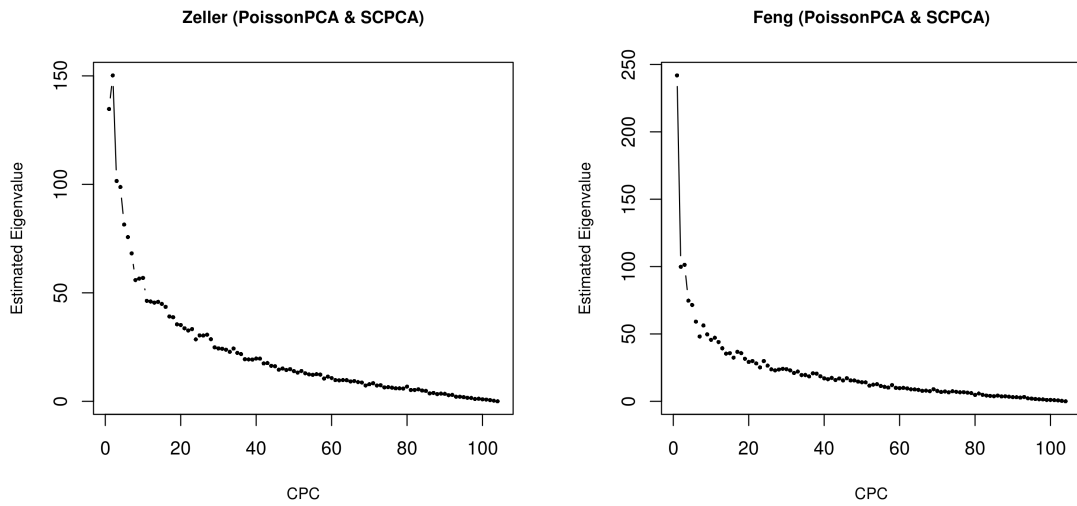 Zeller (PoissonPCA & SCPCA)
Estimated Eigenvalue
150
100
50
0
0 20 40 60 80 100
CPC
Feng (PoissonPCA & SCPCA)
Estimated Eigenvalue
250
200
150
100
50
0
0 20 40 60 80 100
CPC